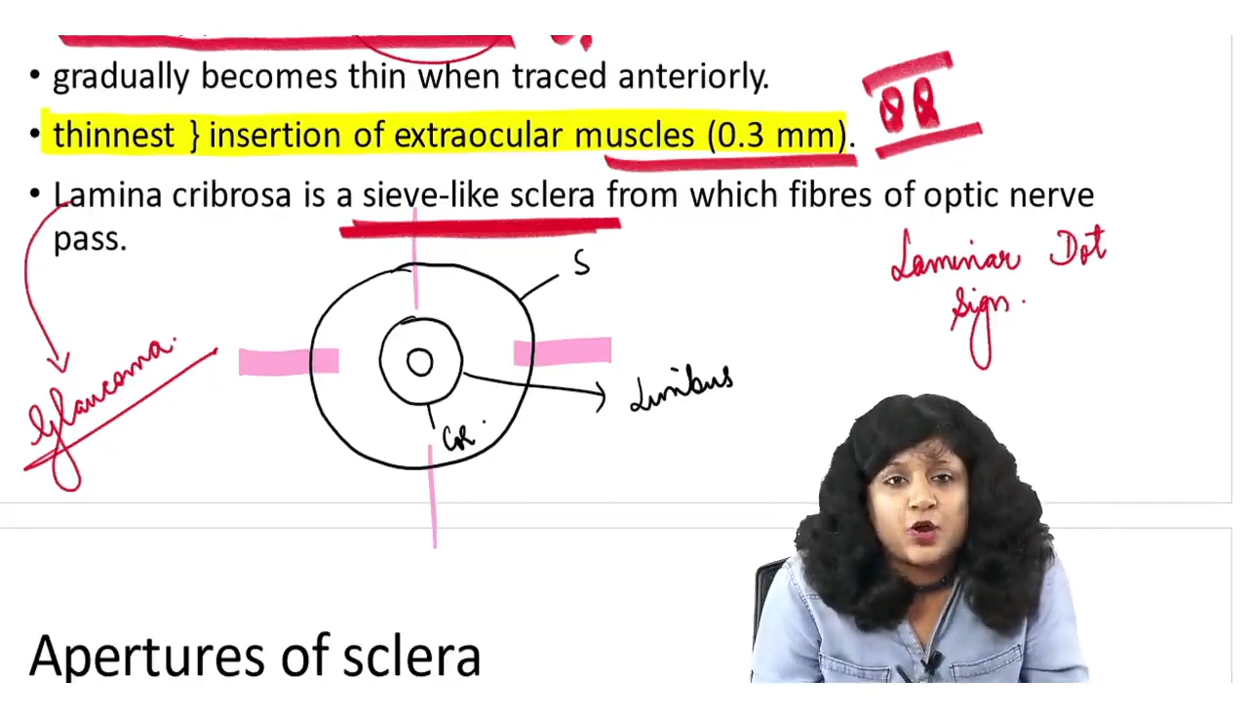 • gradually becomes thin when traced anteriorly.
• thinnest } insertion of extraocular muscles (0.3 mm).
• Lamina cribrosa is a sieve-like sclera from which fibres of optic nerve
pass.
Laminar Dot
Sign.
S
Glaucoma.
Limbus
Apertures of sclera